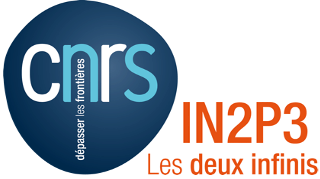 cnrs
dépasser les frontières
IN2P3
Les deux infinis